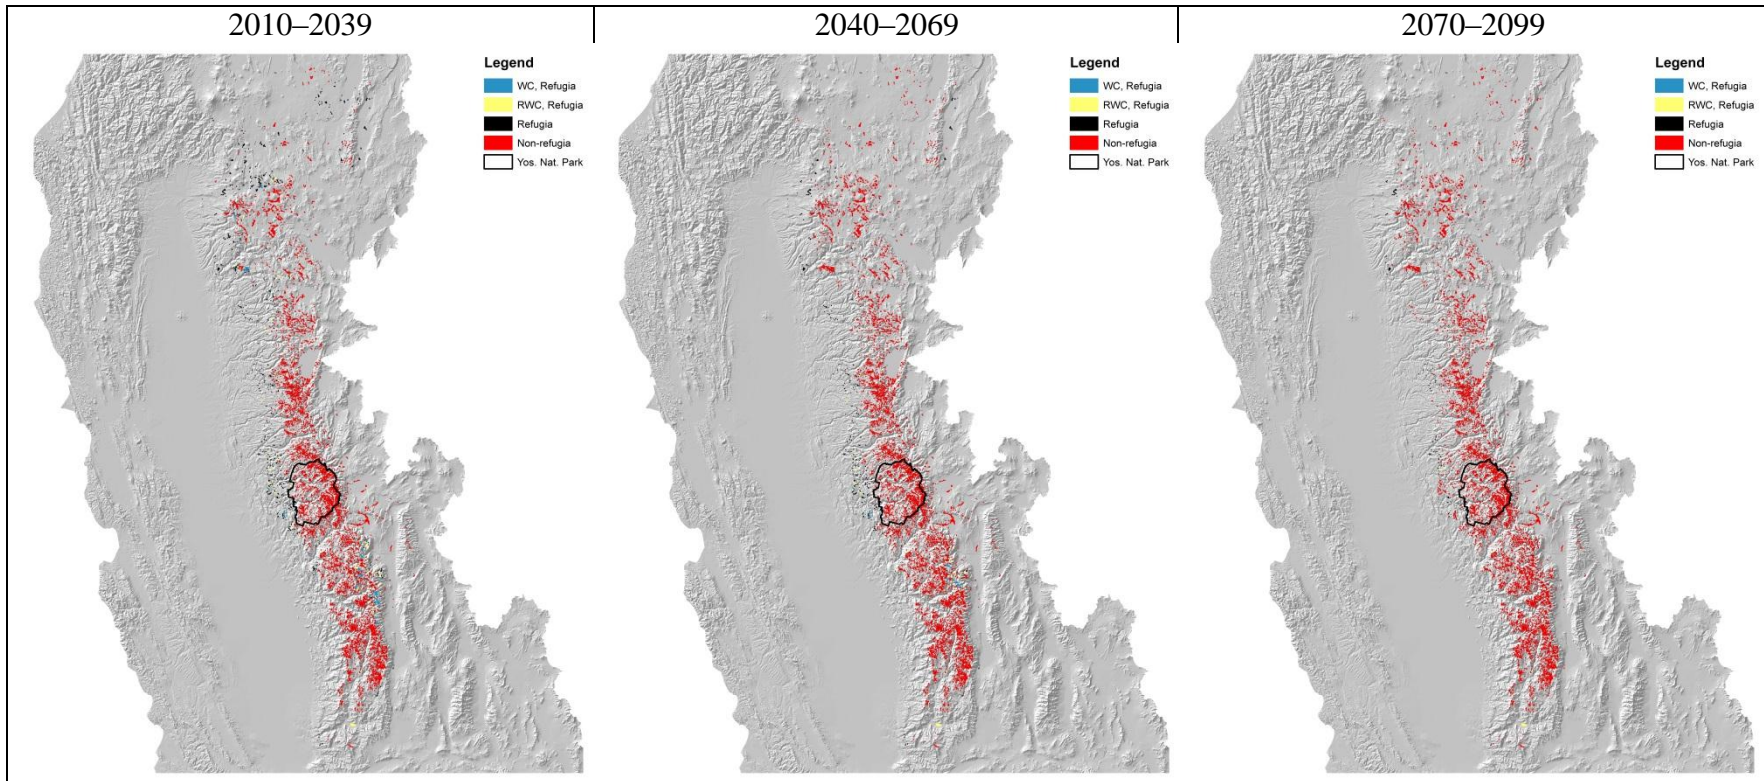 2010–2039
2040–2069
2070–2099
Legend
WC, Refugia
RWC, Refugia
Refugia
Non-refugia
Yos. Nat. Park
Legend
WC, Refugia
RWC, Refugia
Refugia
Non-refugia
Yos. Nat. Park
Legend
WC, Refugia
RWC, Refugia
Refugia
Non-refugia
Yos. Nat. Park